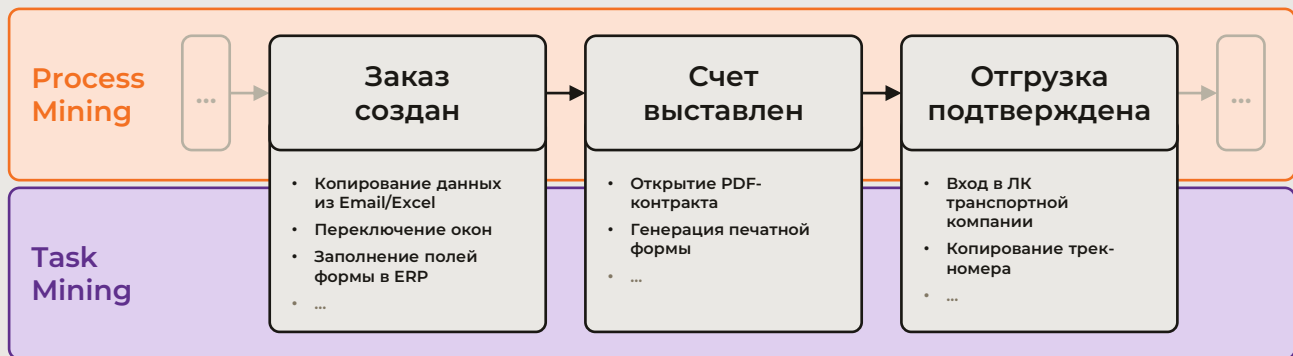 Process
Mining
...
Заказ
создан
Счет
выставлен
Отгрузка
подтверждена
...
• Копирование данных
из Email/Excel
• Переключение окон
• Заполнение полей
формы в ERP
• ...
• Открытие PDF-
контракта
• Генерация печатной
формы
• ...
• Вход в ЛК
транспортной
компании
• Копирование трек-
номера
• ...
Task
Mining